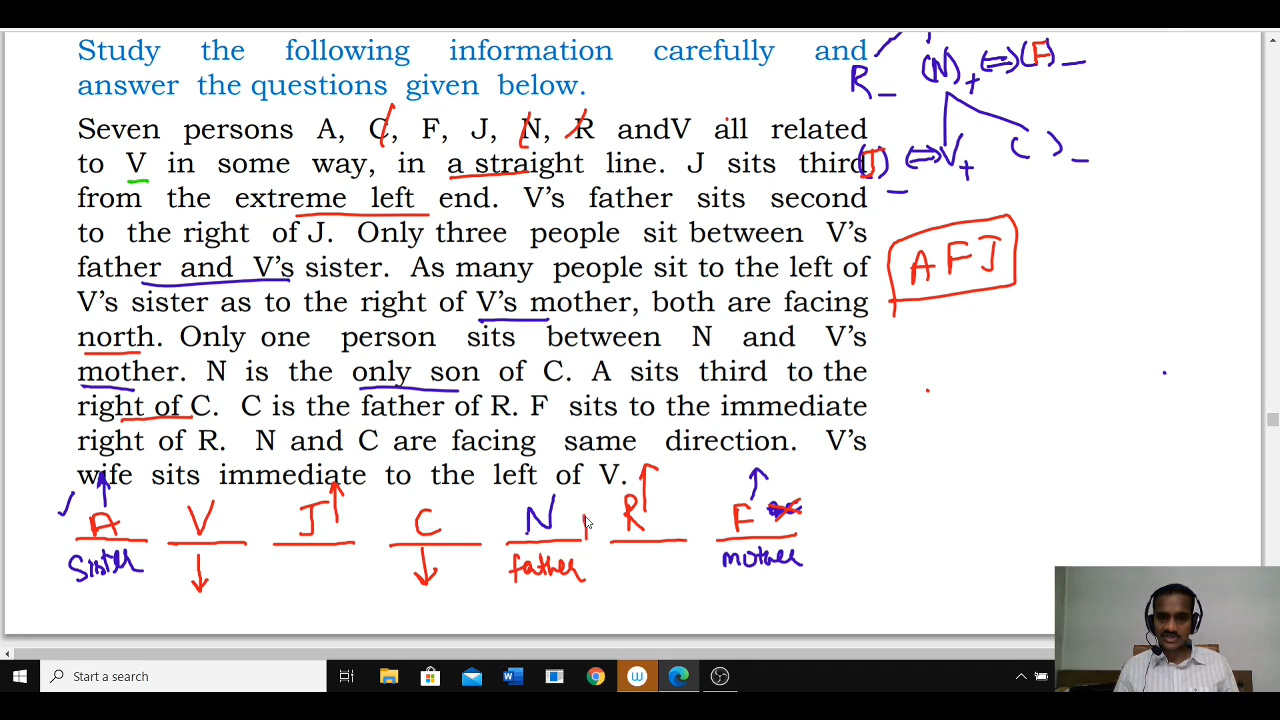 Study the following information carefully and
answer the questions given below.
Seven persons A, C, F, J, N, R andV all related
to V in some way, in a straight line. J sits third
from the extreme left end. V's father sits second
to the right of J. Only three people sit between V's
father and V's sister. As many people sit to the left of
V's sister as to the right of V's mother, both are facing
north. Only one person sits between N and V's
mother. N is the only son of C. A sits third to the
right of C. C is the father of R. F sits to the immediate
right of R. N and C are facing same direction. V's
wife sits immediate to the left of V.
R - (N)+ ⇔ (F) -
(J) - ⇔ V+ ( ) -
A F J
A V J C N R F
Sister father mother
Start a search